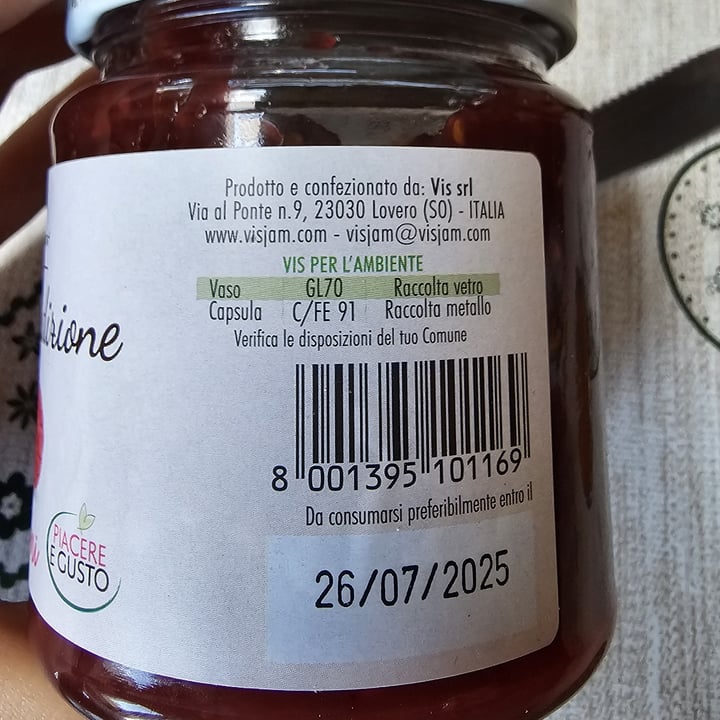 Prodotto e confezionato da: Vis srl
Via al Ponte n.9, 23030 Lovero (SO) - ITALIA
www.visjam.com - visjam@visjam.com
VIS PER L'AMBIENTE
Vaso GL70 Raccolta vetro
Capsula C/FE 91 Raccolta metallo
Verifica le disposizioni del tuo Comune
8 001395 101169
Da consumarsi preferibilmente entro il
26/07/2025
PIACERE
E GUSTO